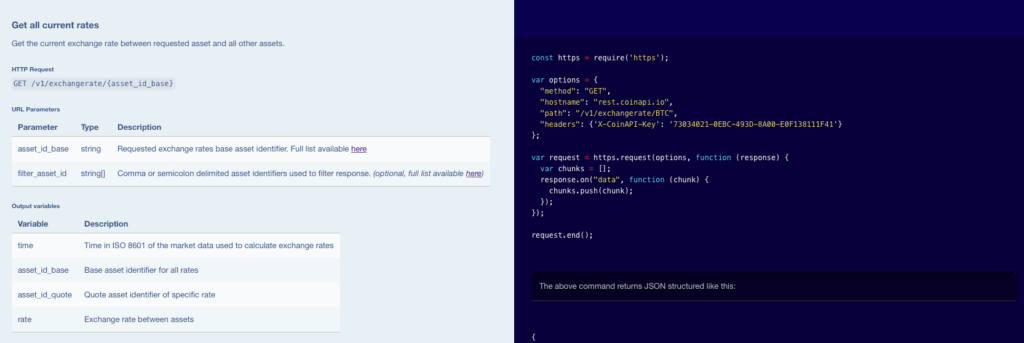 Get all current rates
Get the current exchange rate between requested asset and all other assets.
HTTP Request
GET /v1/exchangerate/{asset_id_base}
URL Parameters
Parameter Type Description
asset_id_base string Requested exchange rates base asset identifier. Full list available here
filter_asset_id string[] Comma or semicolon delimited asset identifiers used to filter response. (optional, full list available here)
Output variables
Variable Description
time Time in ISO 8601 of the market data used to calculate exchange rates
asset_id_base Base asset identifier for all rates
asset_id_quote Quote asset identifier of specific rate
rate Exchange rate between assets
const https = require('https');
var options = {
"method": "GET",
"hostname": "rest.coinapi.io",
"path": "/v1/exchangerate/BTC",
"headers": {'X-CoinAPI-Key': '73034021-0EBC-493D-8A00-E0F138111F41'}
};
var request = https.request(options, function (response) {
var chunks = [];
response.on("data", function (chunk) {
chunks.push(chunk);
});
});
request.end();
The above command returns JSON structured like this:
{